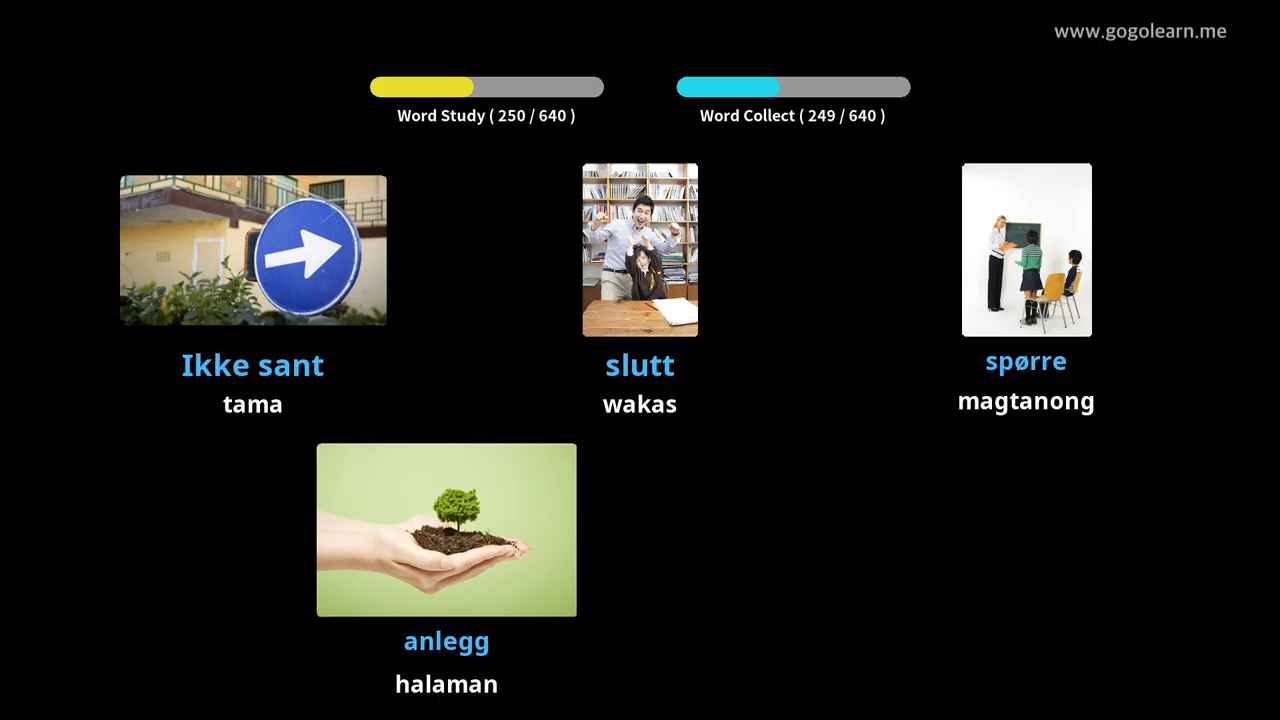 www.gogolearn.me
Word Study ( 250 / 640 )
Word Collect ( 249 / 640 )
Ikke sant
tama
slutt
wakas
spørre
magtanong
anlegg
halaman